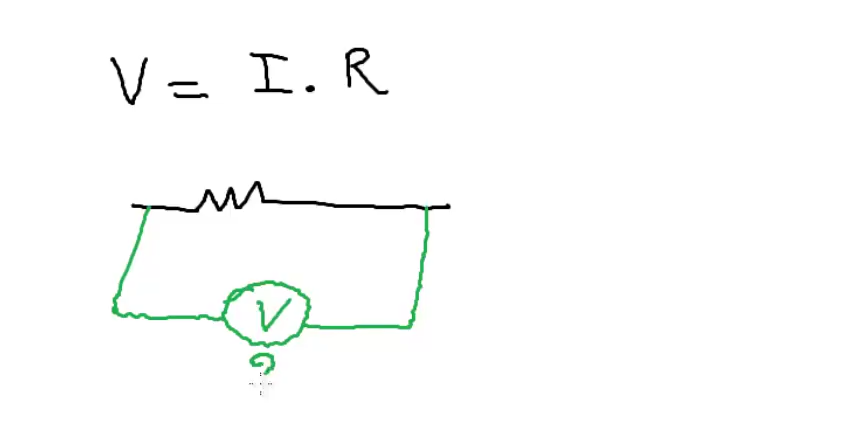 V = I . R
V
?